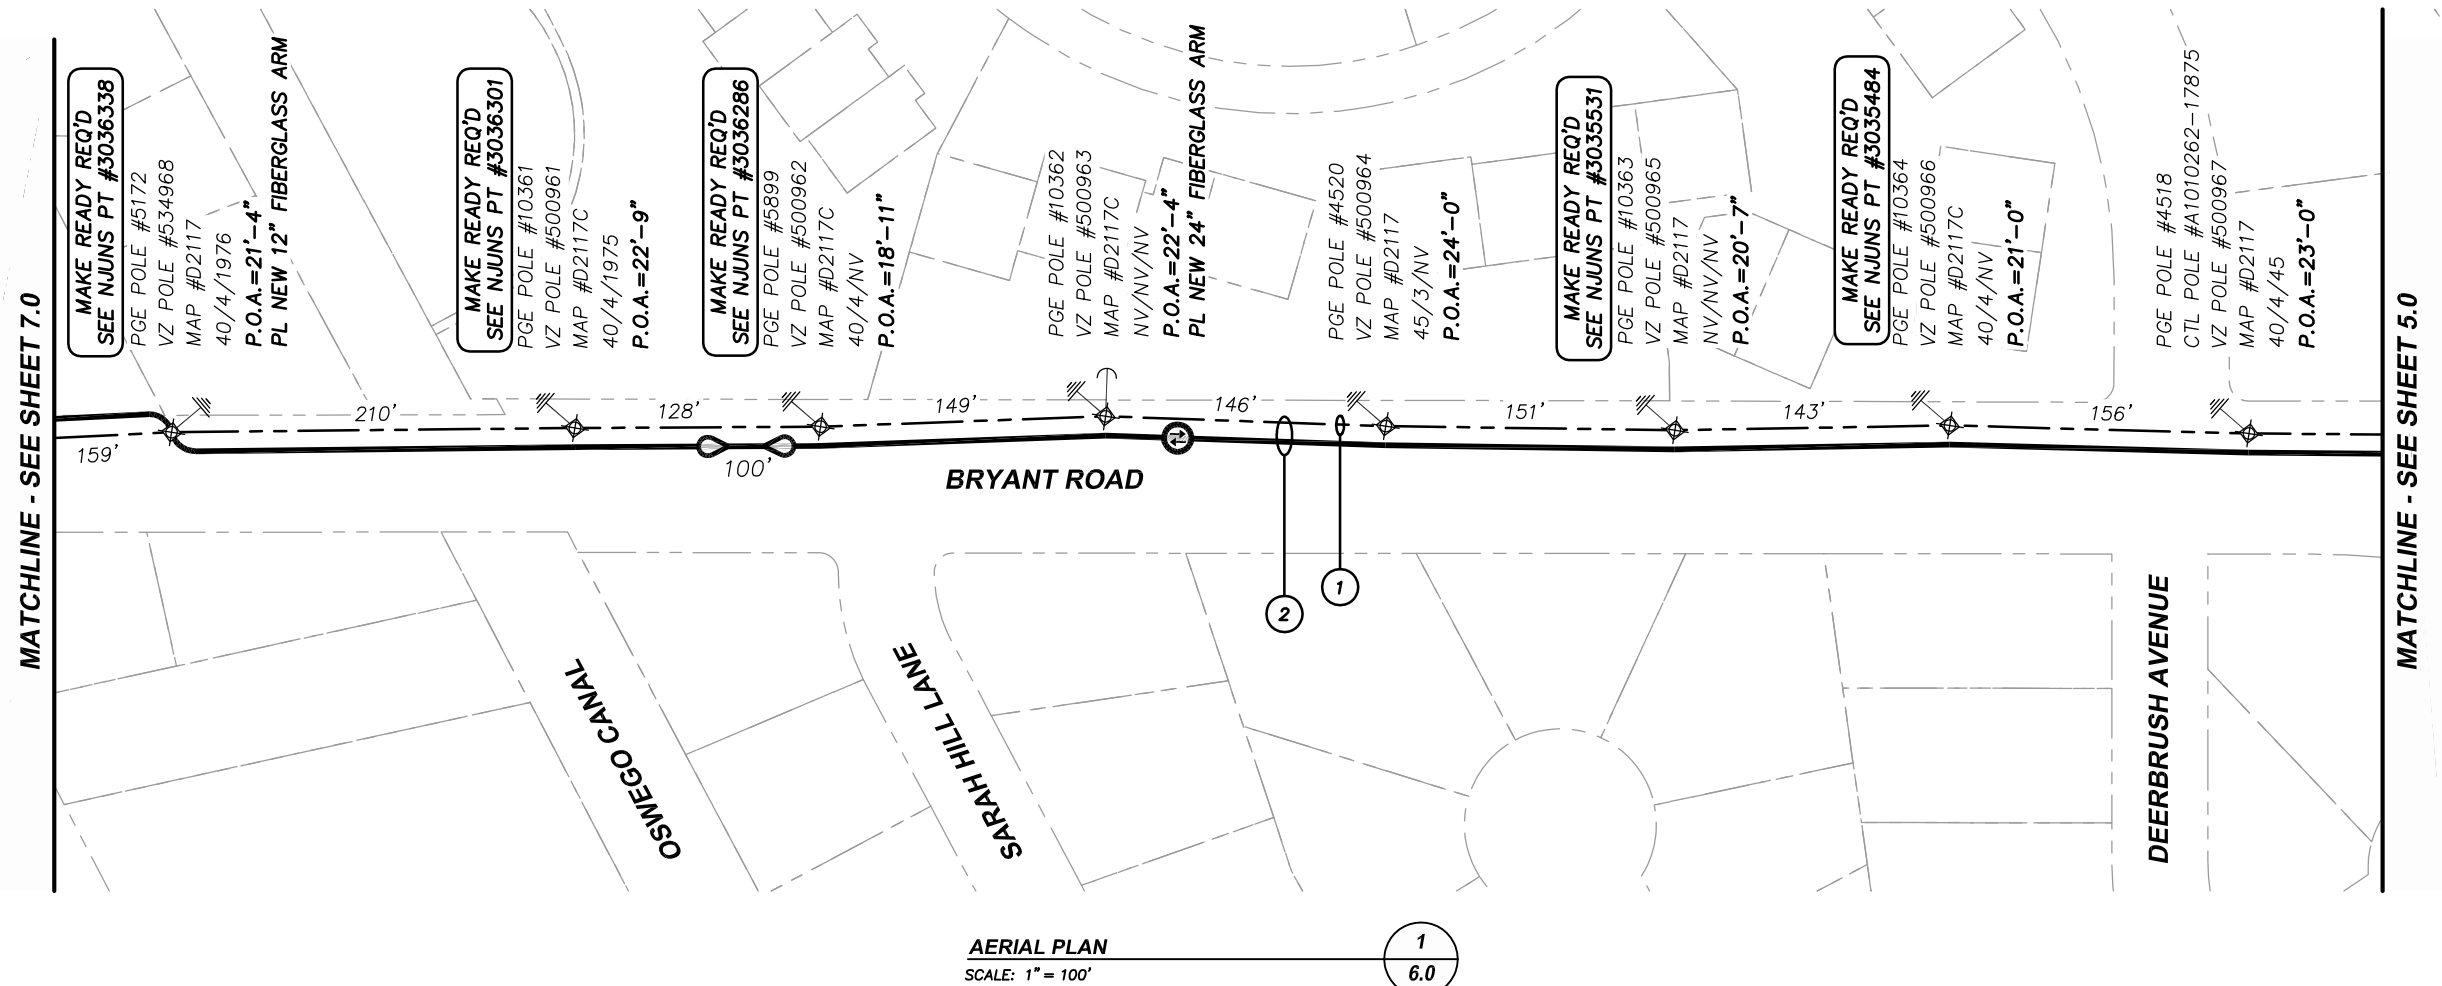 MATCHLINE - SEE SHEET 7.0
MAKE READY REQ'D
SEE NJUNS PT #3036338
PGE POLE #5172
VZ POLE #534968
MAP #D2117
40/4/1976
P.O.A.=21'-4"
PL NEW 12" FIBERGLASS ARM
MAKE READY REQ'D
SEE NJUNS PT #3036301
PGE POLE #10361
VZ POLE #500961
MAP #D2117C
40/4/1975
P.O.A.=22'-9"
MAKE READY REQ'D
SEE NJUNS PT #3036286
PGE POLE #5899
VZ POLE #500962
MAP #D2117C
40/4/NV
P.O.A.=18'-11"
PGE POLE #10362
VZ POLE #500963
MAP #D2117C
NV/NV/NV
P.O.A.=22'-4"
PL NEW 24" FIBERGLASS ARM
PGE POLE #4520
VZ POLE #500964
MAP #D2117
45/3/NV
P.O.A.=24'-0"
MAKE READY REQ'D
SEE NJUNS PT #3035531
PGE POLE #10363
VZ POLE #500965
MAP #D2117
NV/NV/NV
P.O.A.=20'-7"
MAKE READY REQ'D
SEE NJUNS PT #3035484
PGE POLE #10364
VZ POLE #500966
MAP #D2117C
40/4/NV
P.O.A.=21'-0"
PGE POLE #4518
CTL POLE #A1010262-17875
VZ POLE #500967
MAP #D2117
40/4/45
P.O.A.=23'-0"
MATCHLINE - SEE SHEET 5.0
159'
210'
128'
149'
146'
151'
143'
156'
100'
BRYANT ROAD
2
1
OSWEGO CANAL
SARAH HILL LANE
DEERBRUSH AVENUE
AERIAL PLAN
SCALE: 1" = 100'
1
6.0